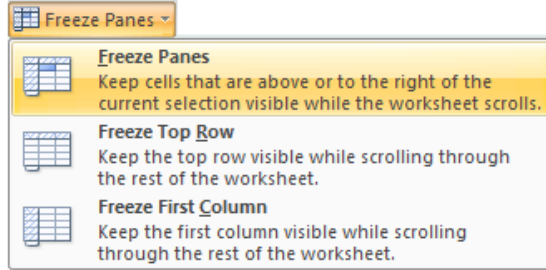 Freeze Panes
Freeze Panes
Keep cells that are above or to the right of the
current selection visible while the worksheet scrolls.
Freeze Top Row
Keep the top row visible while scrolling through
the rest of the worksheet.
Freeze First Column
Keep the first column visible while scrolling
through the rest of the worksheet.